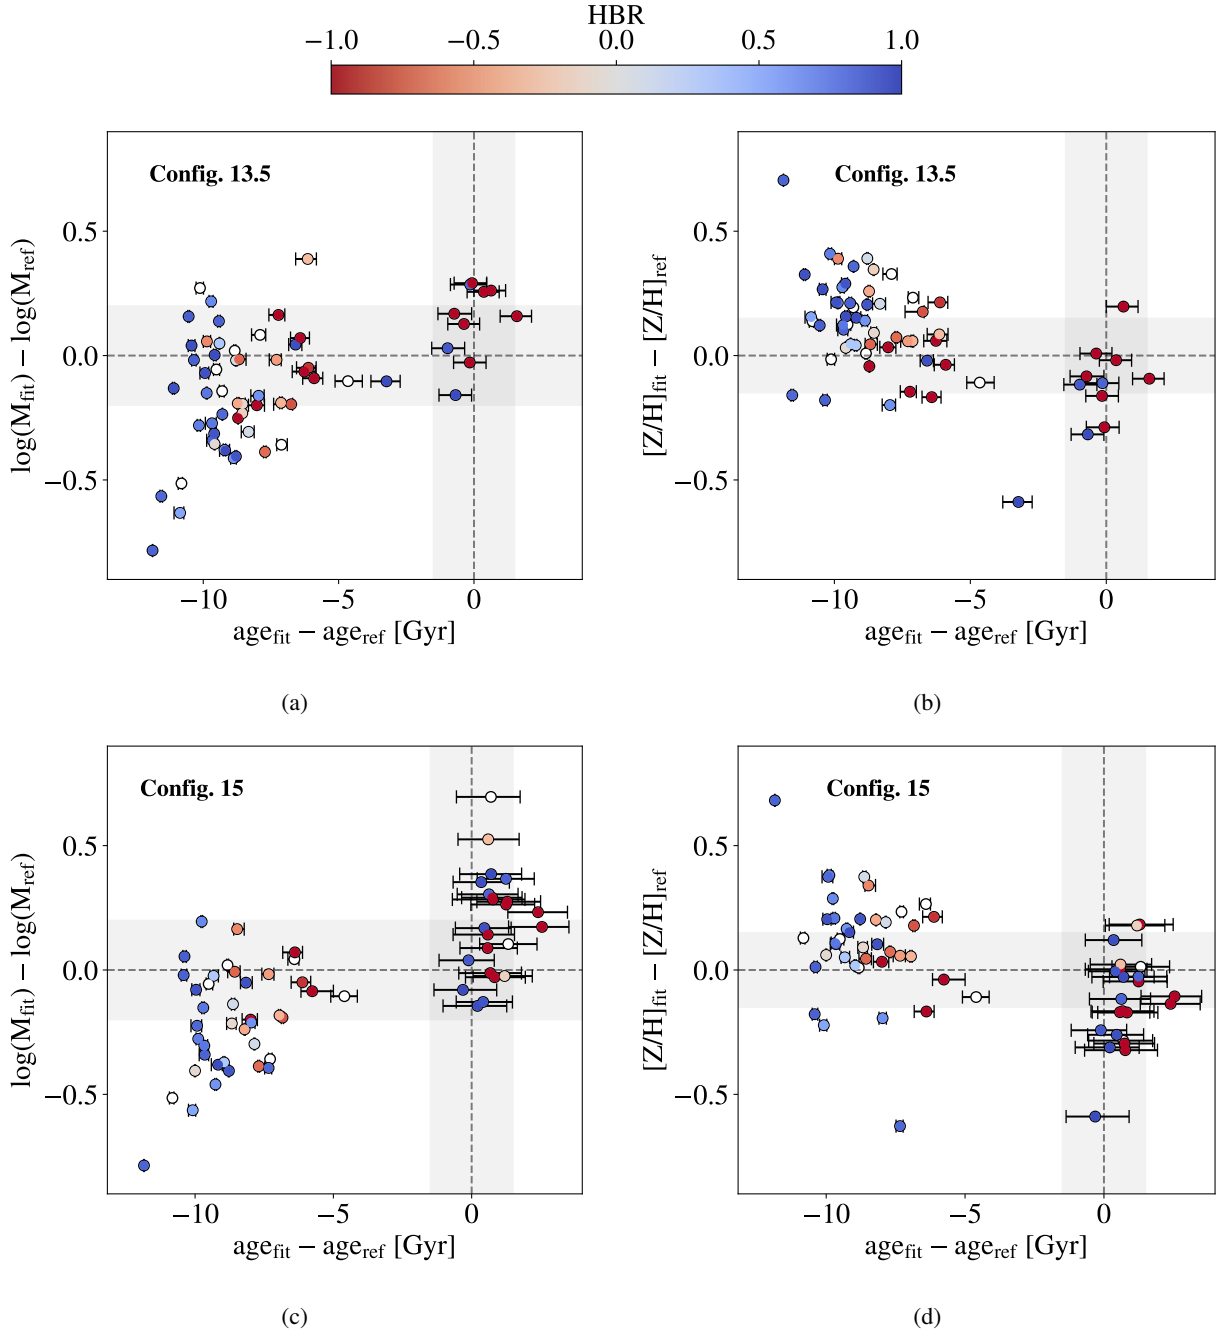 HBR
−1.0 −0.5 0.0 0.5 1.0
Config. 13.5
0.5
0.0
−0.5
log(M_fit) − log(M_ref)
−10 −5 0
age_fit − age_ref [Gyr]
(a)
Config. 13.5
0.5
0.0
−0.5
[Z/H]_fit − [Z/H]_ref
−10 −5 0
age_fit − age_ref [Gyr]
(b)
Config. 15
0.5
0.0
−0.5
log(M_fit) − log(M_ref)
−10 −5 0
age_fit − age_ref [Gyr]
(c)
Config. 15
0.5
0.0
−0.5
[Z/H]_fit − [Z/H]_ref
−10 −5 0
age_fit − age_ref [Gyr]
(d)